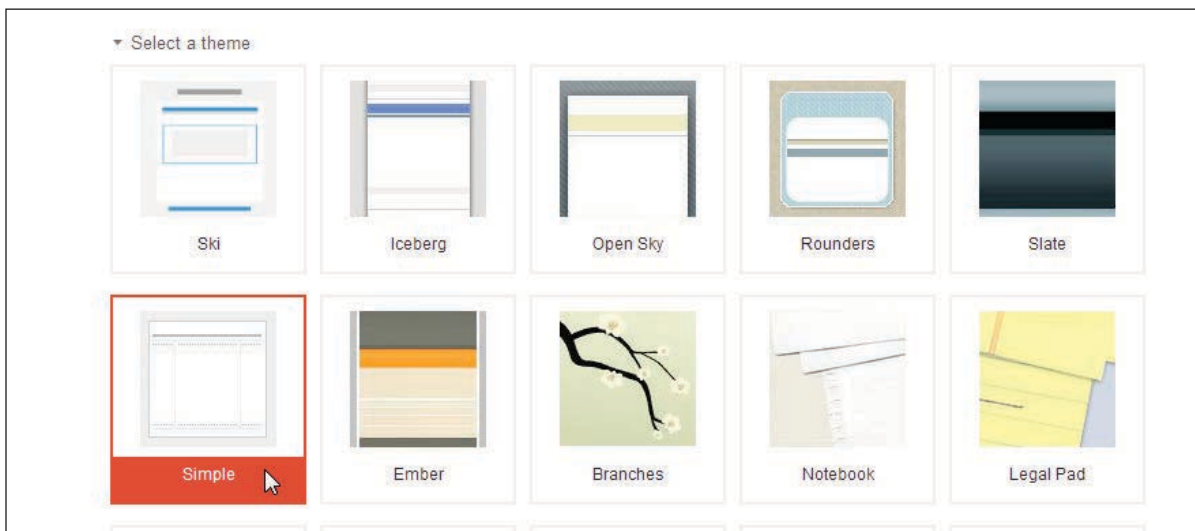 Select a theme
Ski
Iceberg
Open Sky
Rounders
Slate
Simple
Ember
Branches
Notebook
Legal Pad